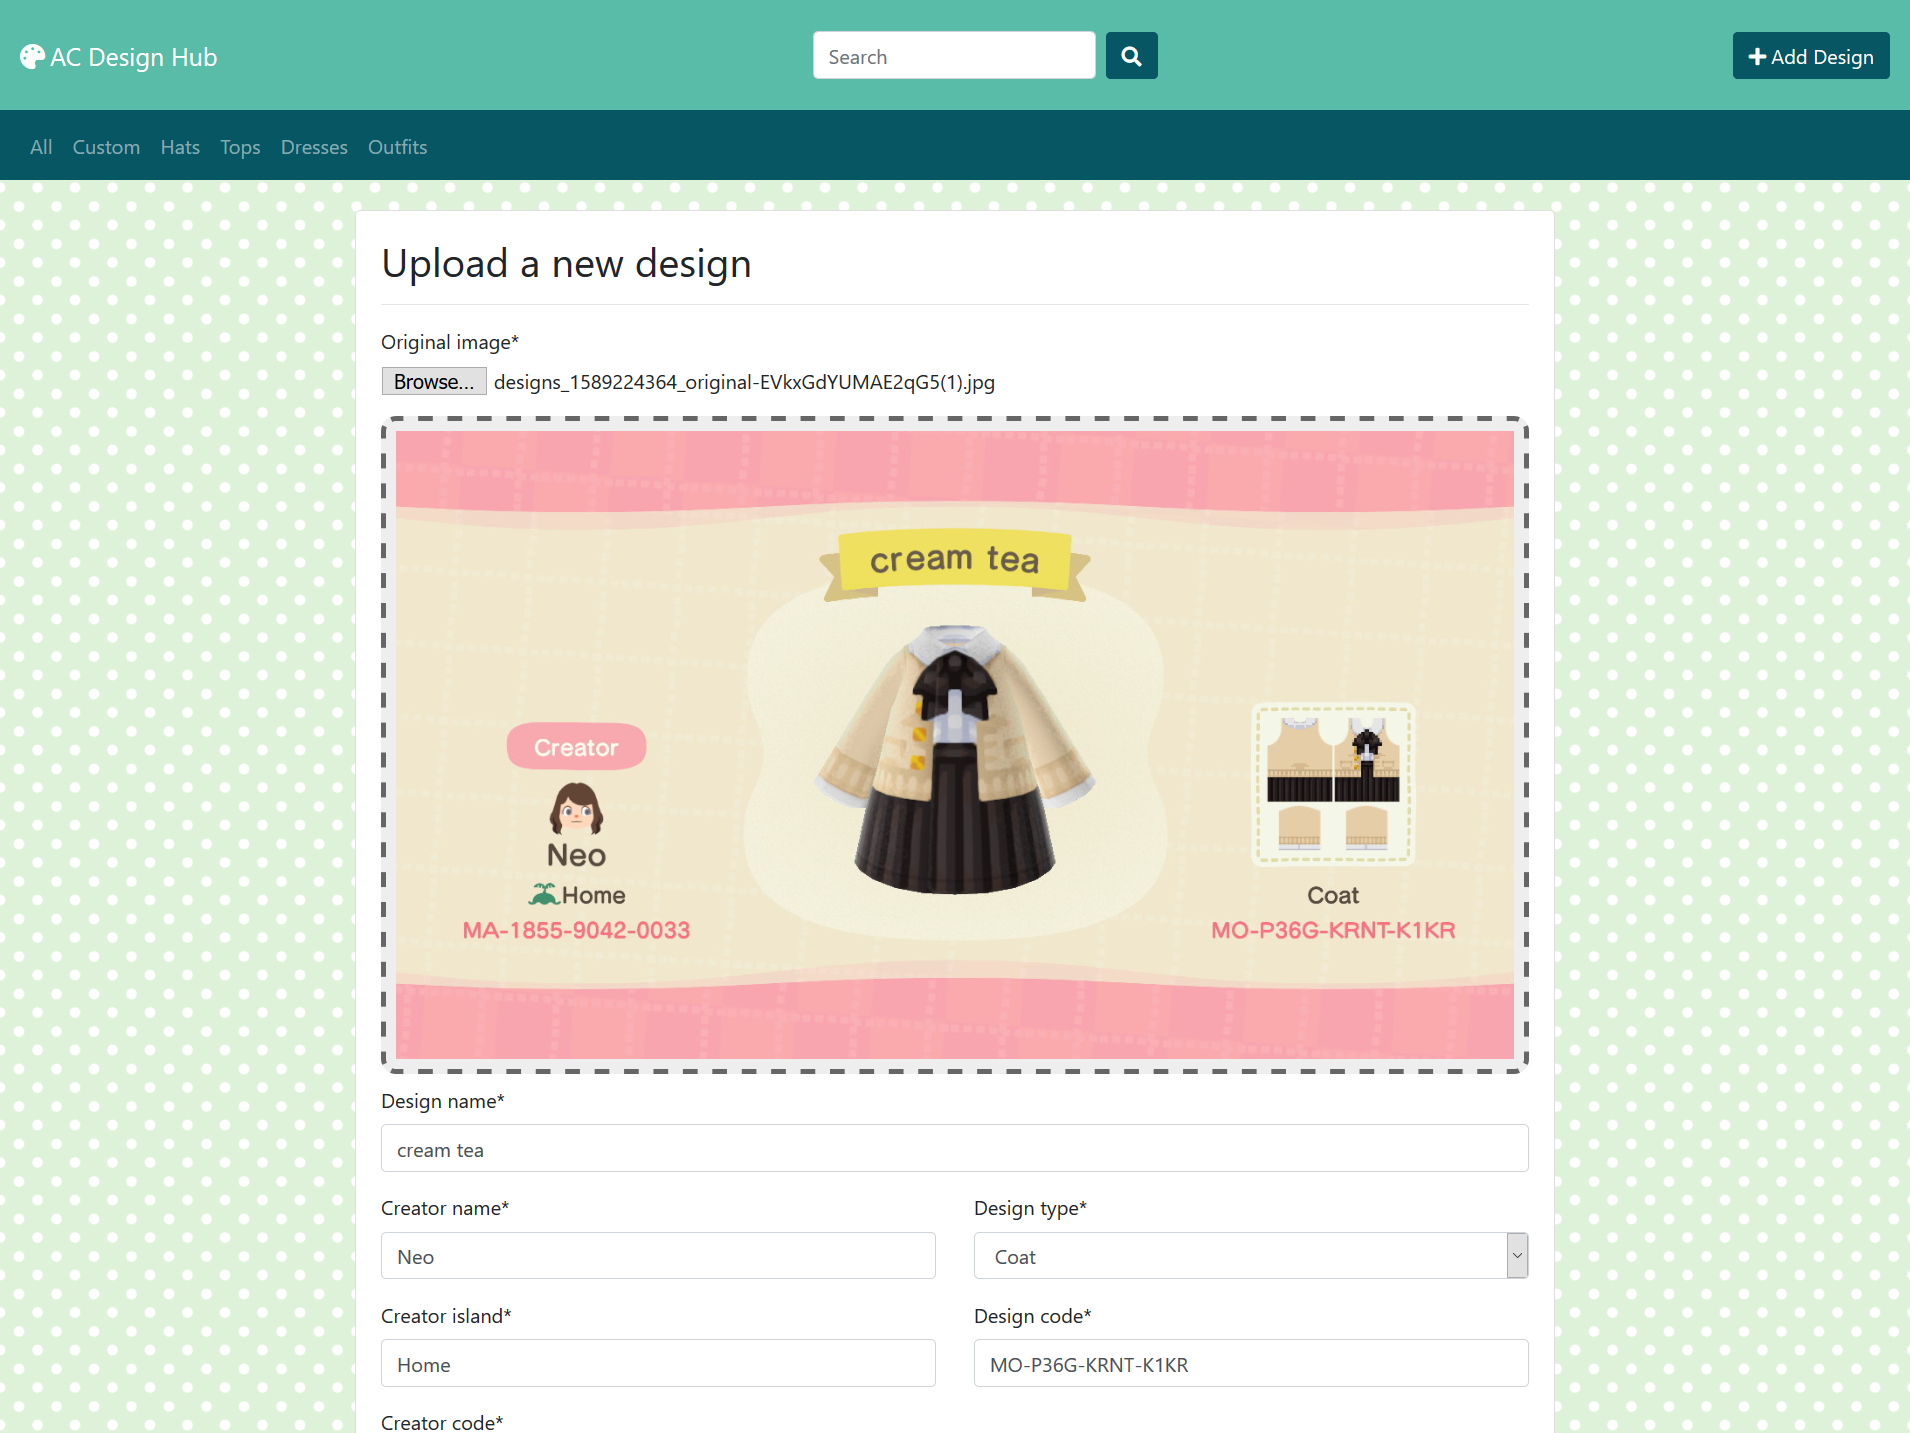 AC Design Hub
Search
Add Design
All Custom Hats Tops Dresses Outfits
Upload a new design
Original image*
Browse... designs_1589224364_original-EVkxGdYUMAE2qG5(1).jpg
cream tea
Creator
Neo
Home
MA-1855-9042-0033
Coat
MO-P36G-KRNT-K1KR
Design name*
cream tea
Creator name*
Neo
Design type*
Coat
Creator island*
Home
Design code*
MO-P36G-KRNT-K1KR
Creator code*